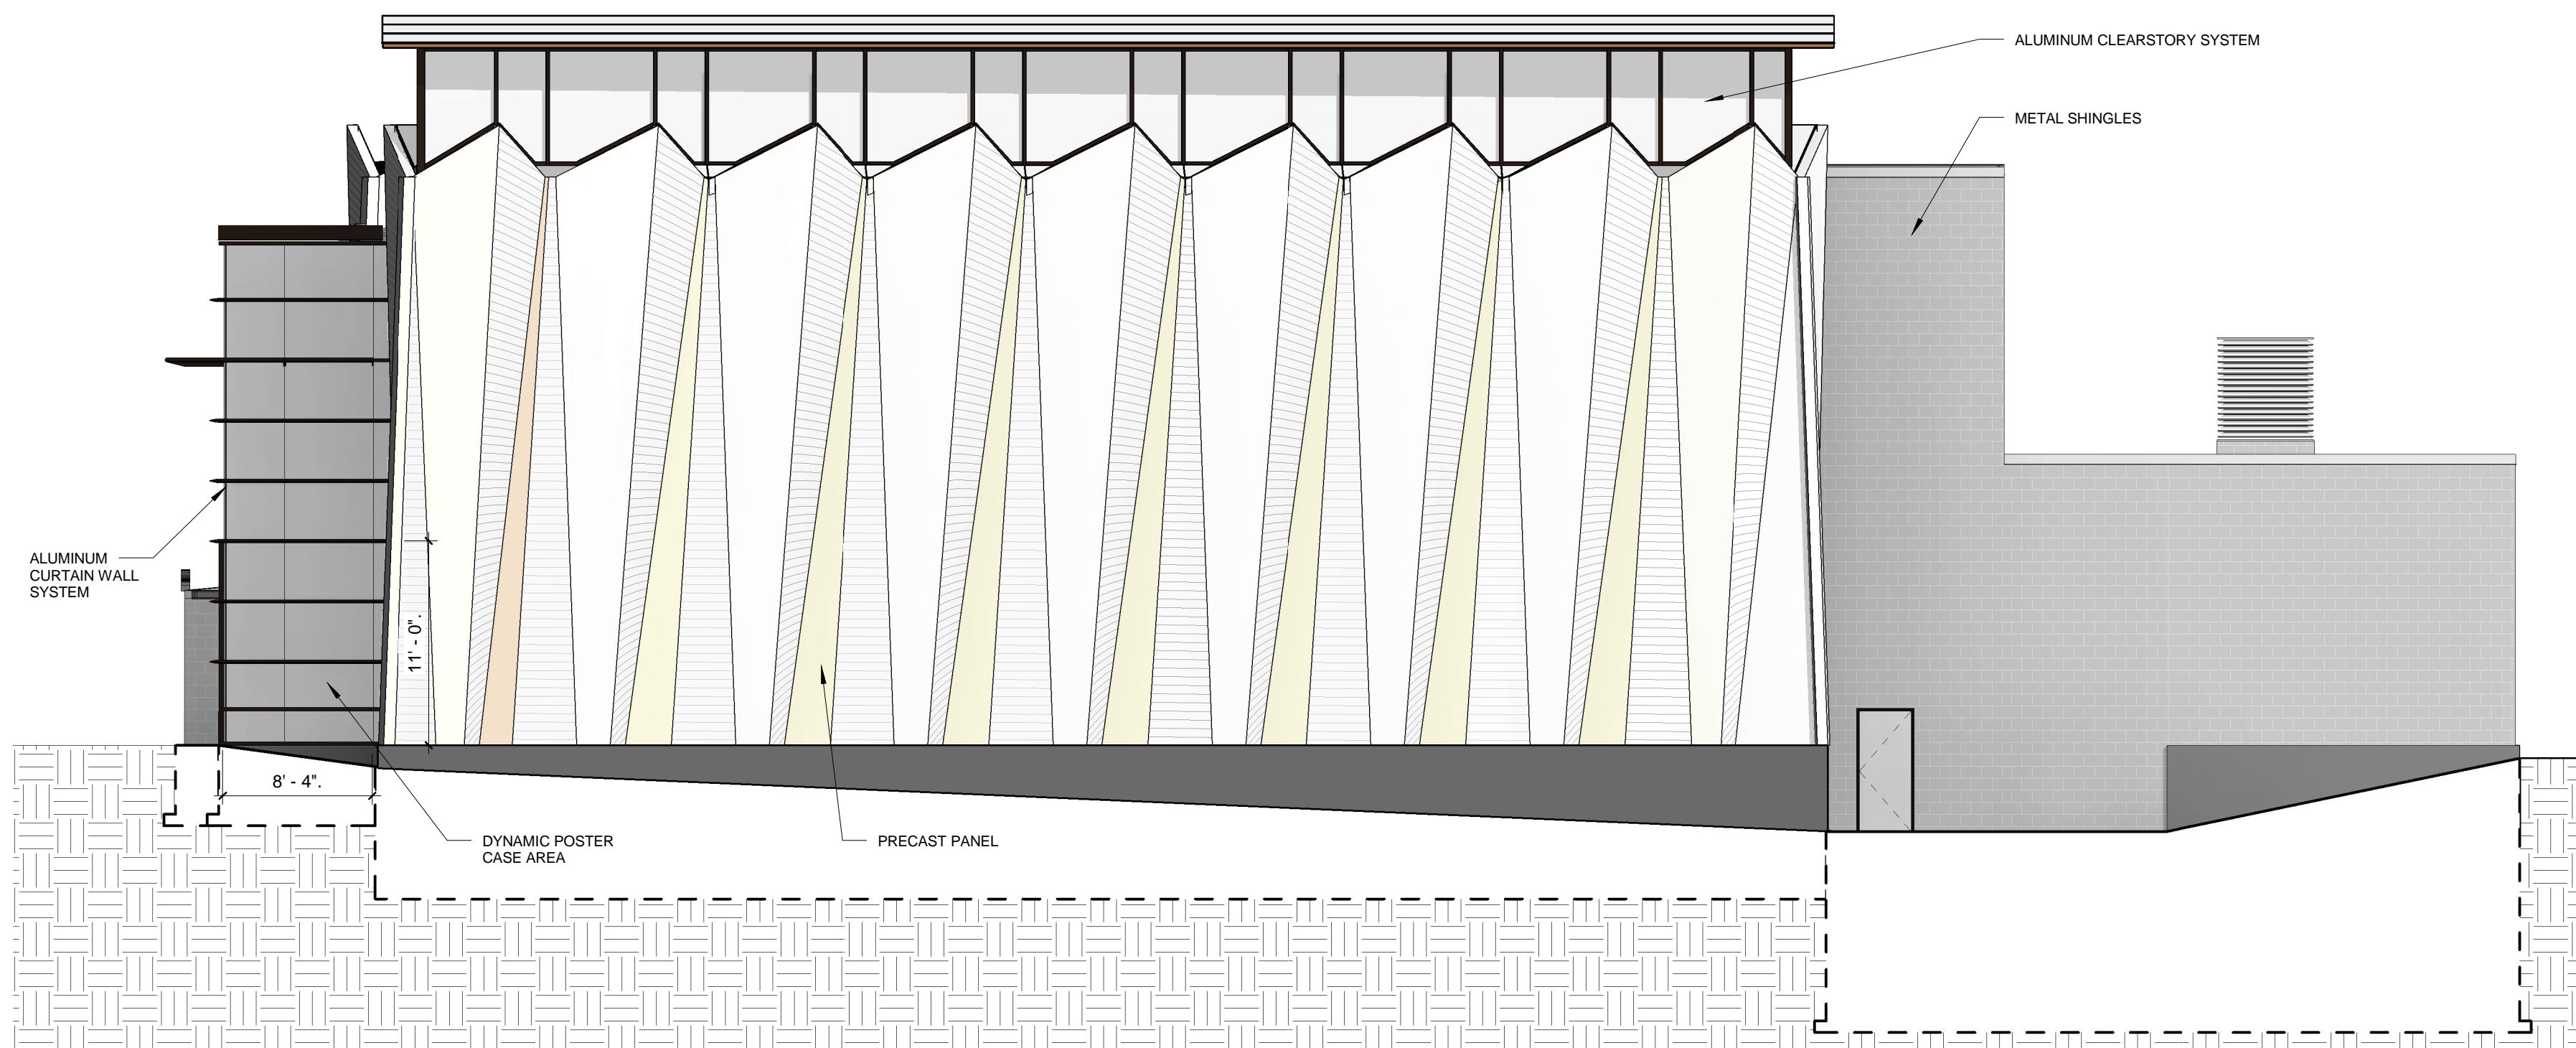 ALUMINUM CLEARSTORY SYSTEM
METAL SHINGLES
ALUMINUM
CURTAIN WALL
SYSTEM
11' - 0".
8' - 4".
DYNAMIC POSTER
CASE AREA
PRECAST PANEL